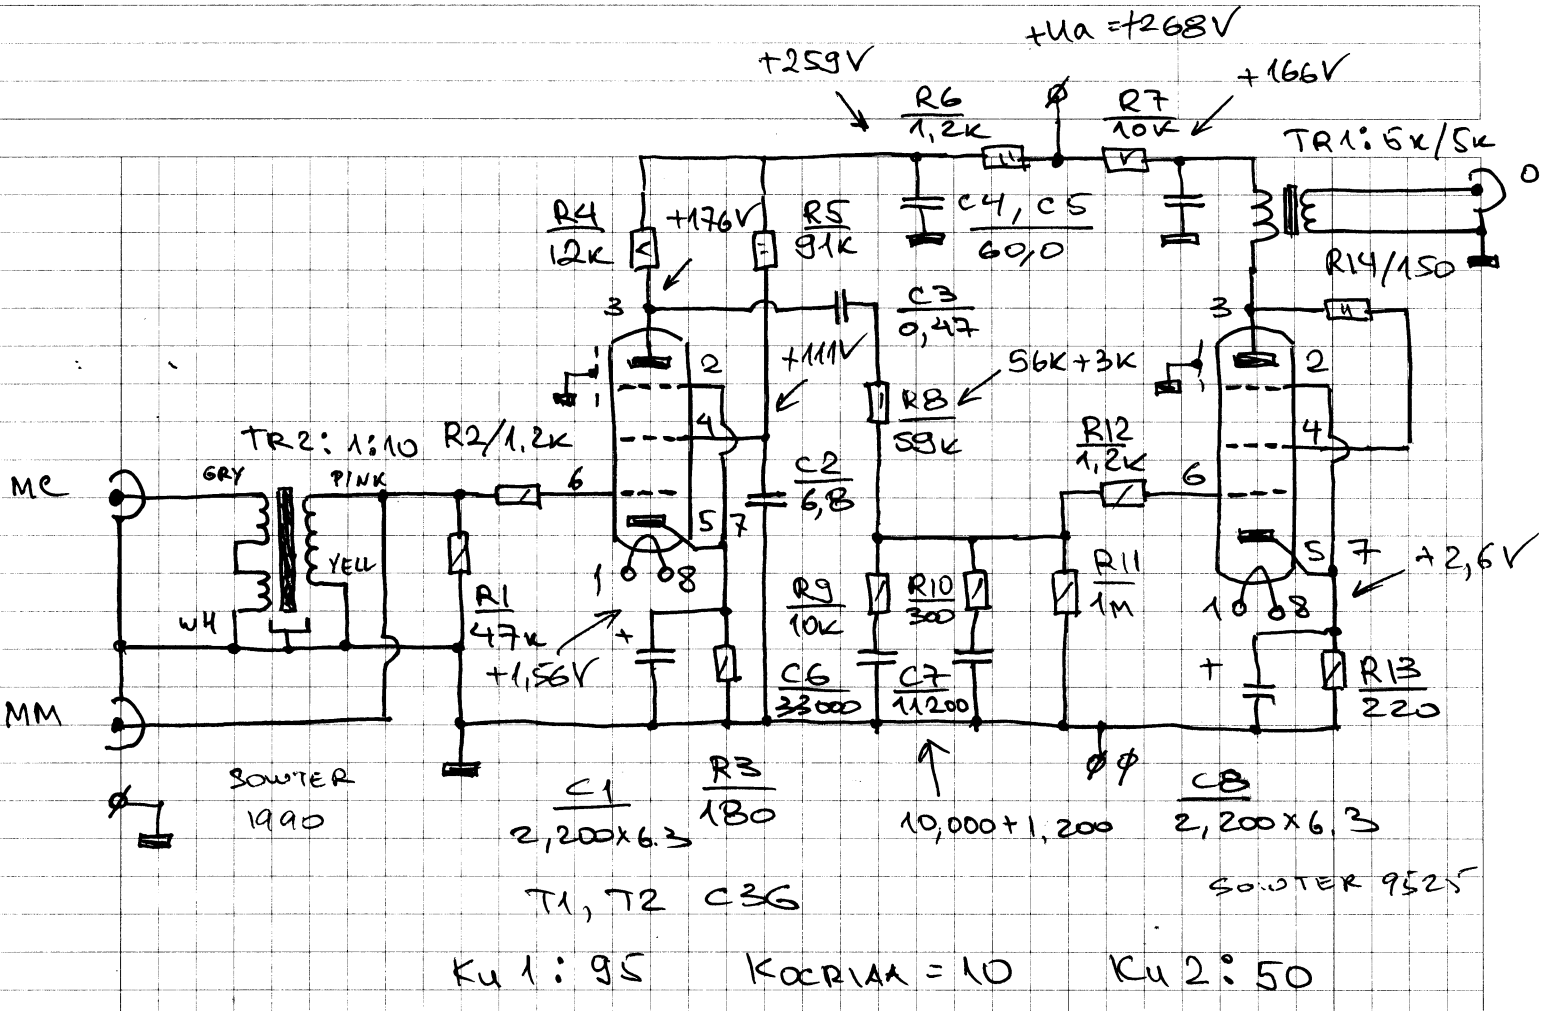 +Ua = +268V
+259V
+166V
R6
1,2K
R7
10K
TR1: 5K/5K
O
R4
12K
+176V
R5
91K
C4, C5
60,0
R14/150
3
C3
0,47
3
2
+111V
56K+3K
2
R8
59K
4
R12
1,2K
4
TR2: 1:10
R2/1,2K
GRY
PINK
MC
6
C2
6,8
6
5 7
5 7
+2,6V
YELL
1
8
R9
10K
R10
300
R11
1M
1
8
WH
R1
47K
+
+1,56V
C6
33000
C7
11200
+
R13
220
MM
SOWTER
1990
C1
2,200x6.3
R3
180
10,000+1,200
C8
2,200x6.3
T1, T2 C3G
SOWTER 9525
Ku 1: 95
KOCRIAA = 10
Ku 2: 50